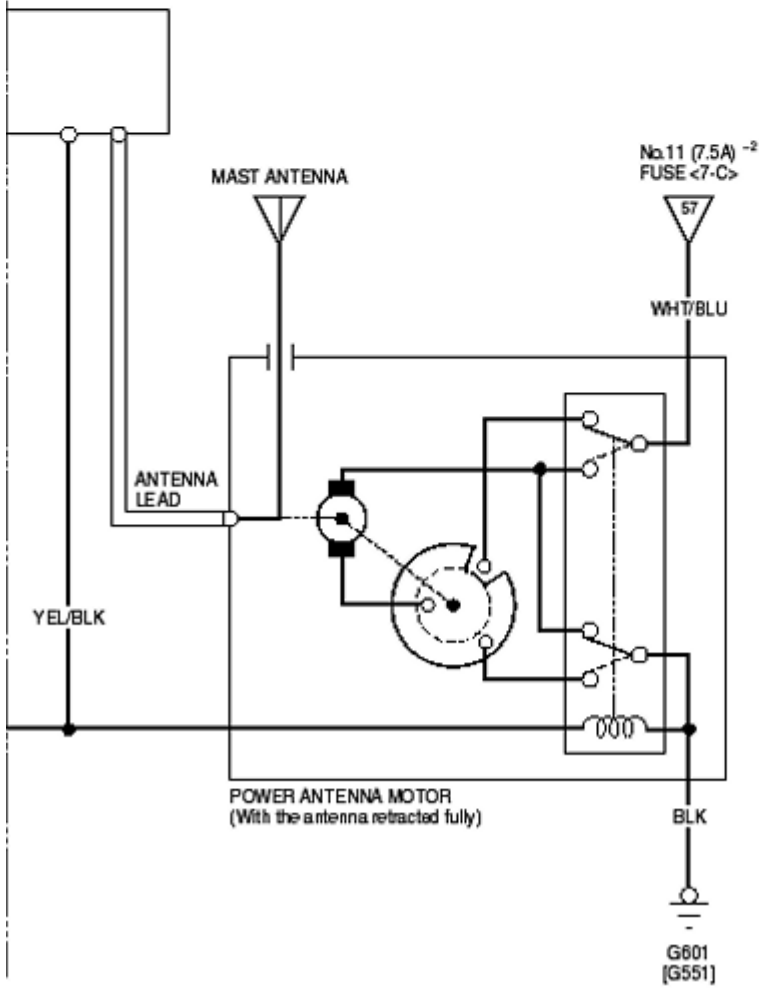 No.11 (7.5A) -2
FUSE <7-C>
MAST ANTENNA
57
WHT/BLU
ANTENNA
LEAD
YEL/BLK
POWER ANTENNA MOTOR
(With the antenna retracted fully)
BLK
G601
[G551]